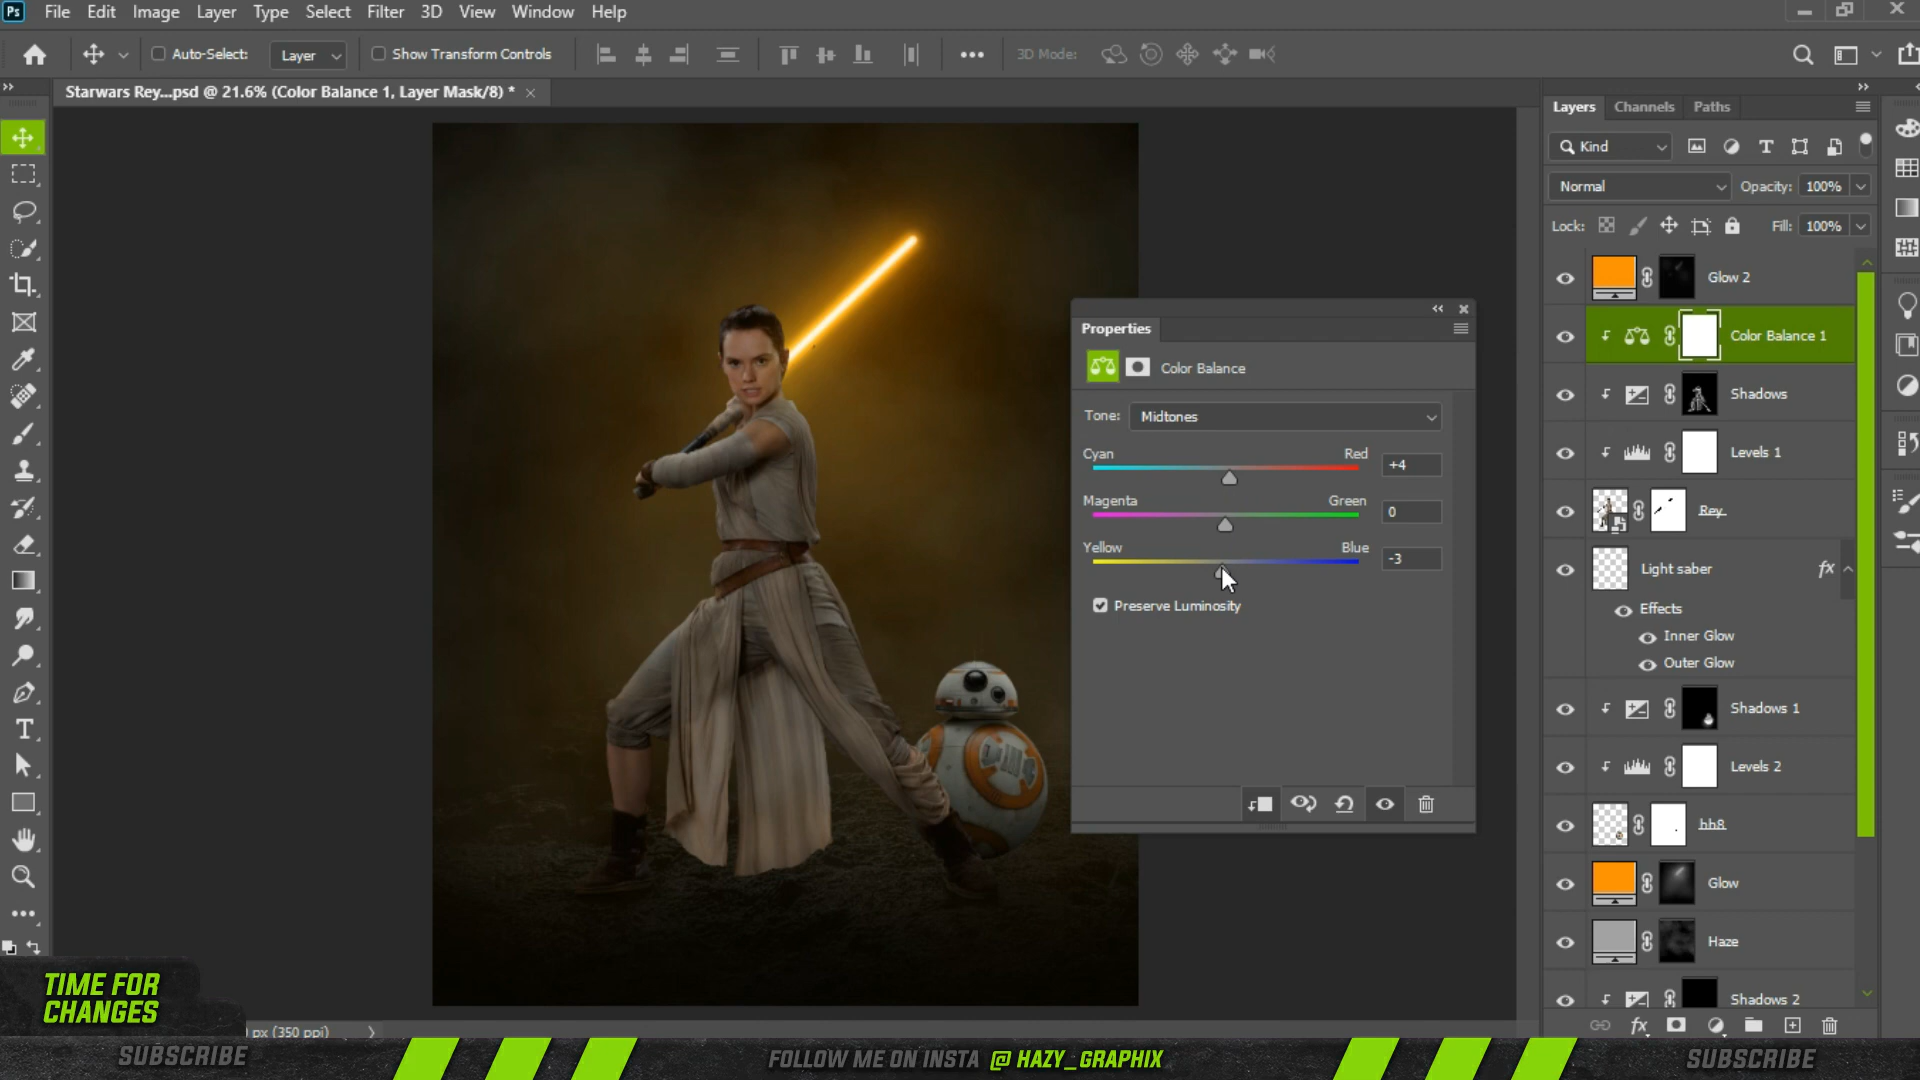 Ps File Edit Image Layer Type Select Filter 3D View Window Help
Auto-Select: Layer Show Transform Controls 3D Mode:
Starwars Rey...psd @ 21.6% (Color Balance 1, Layer Mask/8) *
Layers Channels Paths
Kind
Normal Opacity: 100%
Lock: Fill: 100%
Glow 2
Color Balance 1
Shadows
Levels 1
Rey
Light saber fx
Effects
Inner Glow
Outer Glow
Shadows 1
Levels 2
bb8
Glow
Haze
Shadows 2
fx
Properties
Color Balance
Tone: Midtones
Cyan Red +4
Magenta Green 0
Yellow Blue -3
Preserve Luminosity
TIME FOR
CHANGES
px (350 ppi)
SUBSCRIBE FOLLOW ME ON INSTA @ HAZY_GRAPHIX SUBSCRIBE